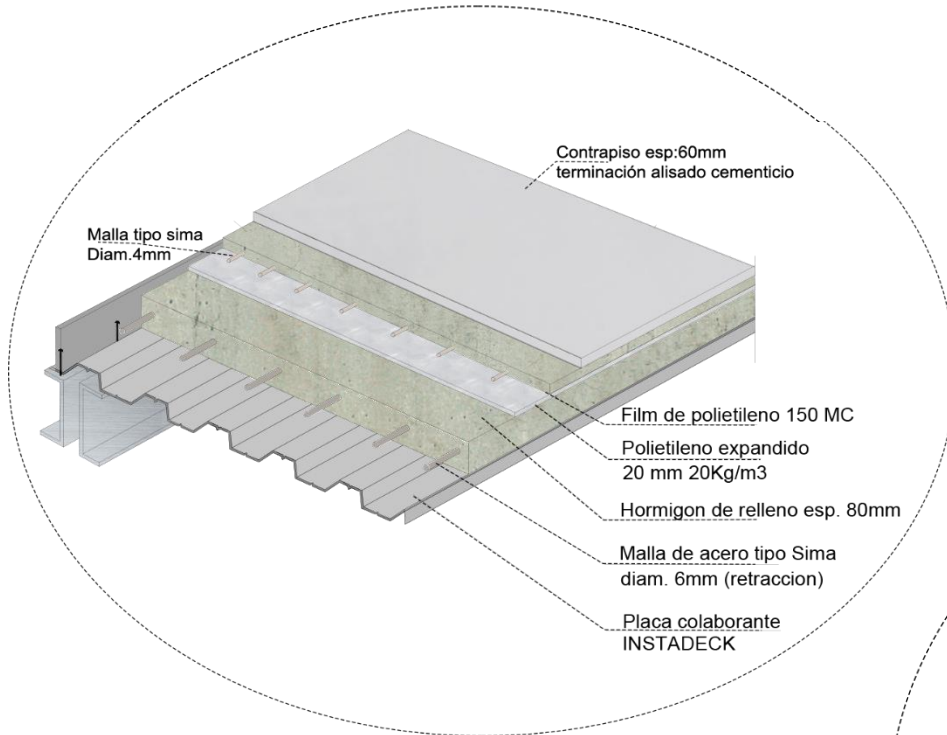 Contrapiso esp:60mm
terminación alisado cementicio
Malla tipo sima
Diam.4mm
Film de polietileno 150 MC
Polietileno expandido
20 mm 20Kg/m3
Hormigon de relleno esp. 80mm
Malla de acero tipo Sima
diam. 6mm (retraccion)
Placa colaborante
INSTADECK